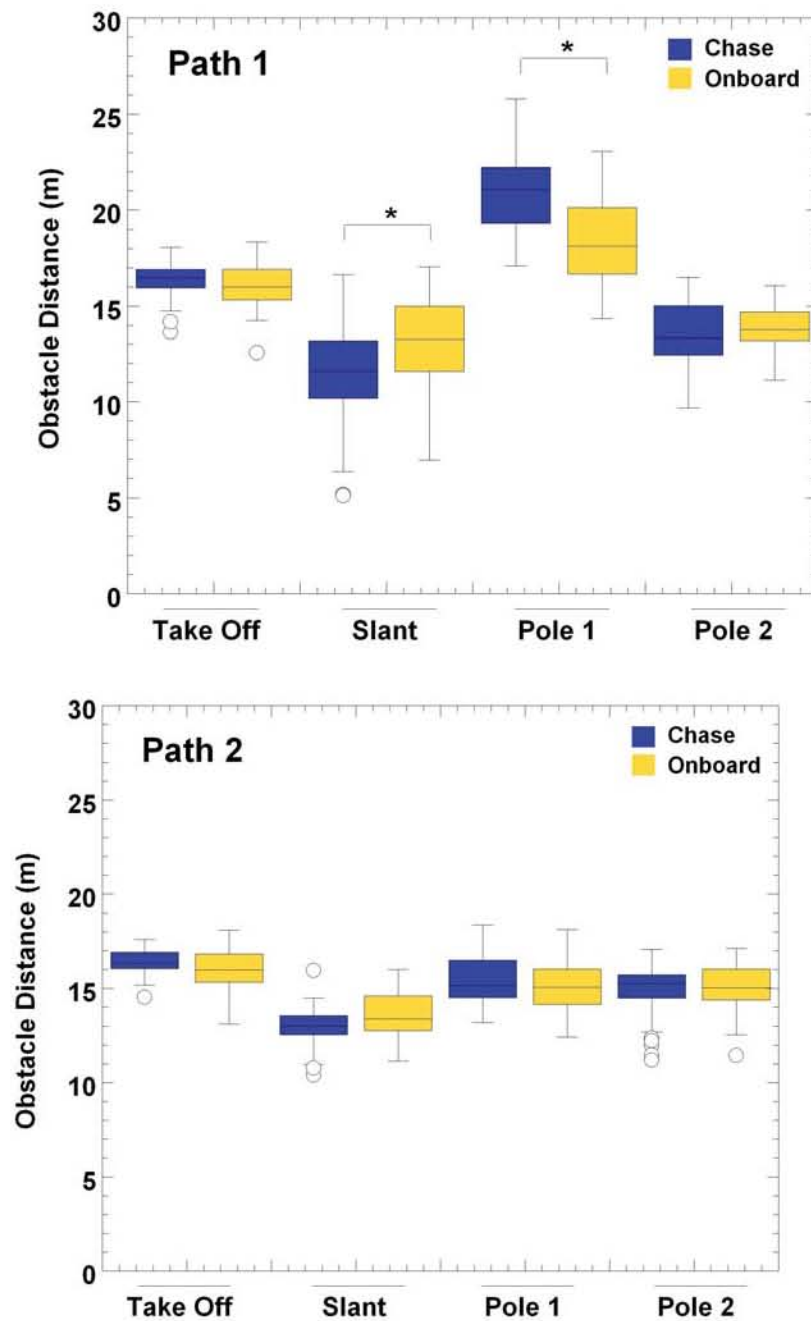 Path 1
Chase
Onboard
*
*
Obstacle Distance (m)
30
25
20
15
10
5
0
Take Off Slant Pole 1 Pole 2
Path 2
Chase
Onboard
Obstacle Distance (m)
30
25
20
15
10
5
0
Take Off Slant Pole 1 Pole 2